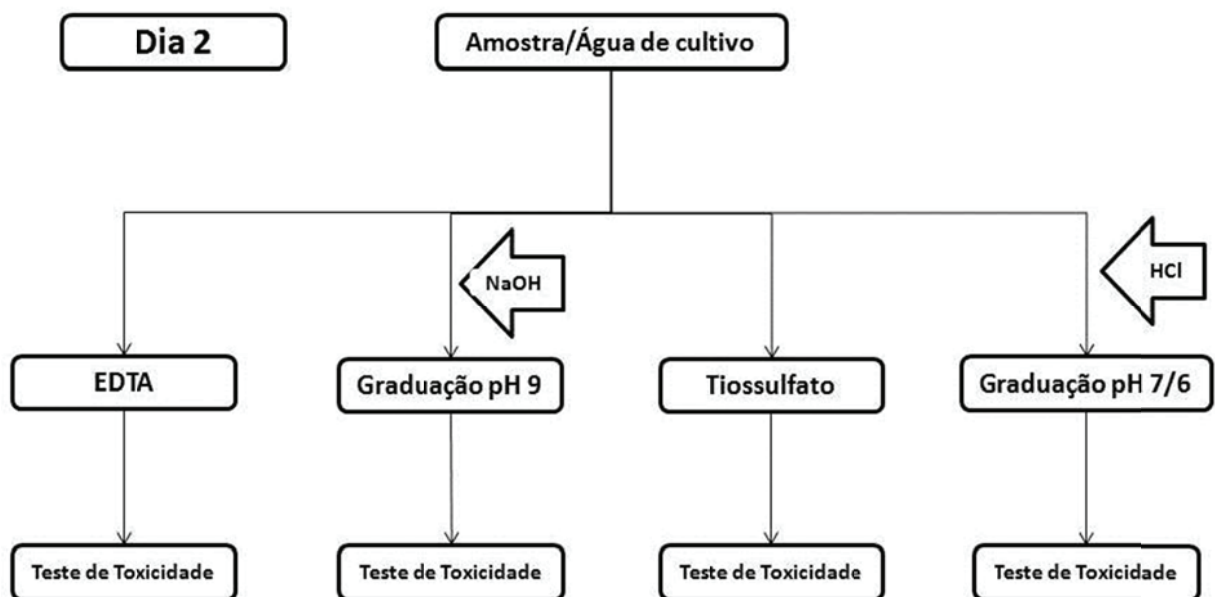 Dia 2
Amostra/Água de cultivo
NaOH
HCl
EDTA
Graduação pH 9
Tiossulfato
Graduação pH 7/6
Teste de Toxicidade
Teste de Toxicidade
Teste de Toxicidade
Teste de Toxicidade